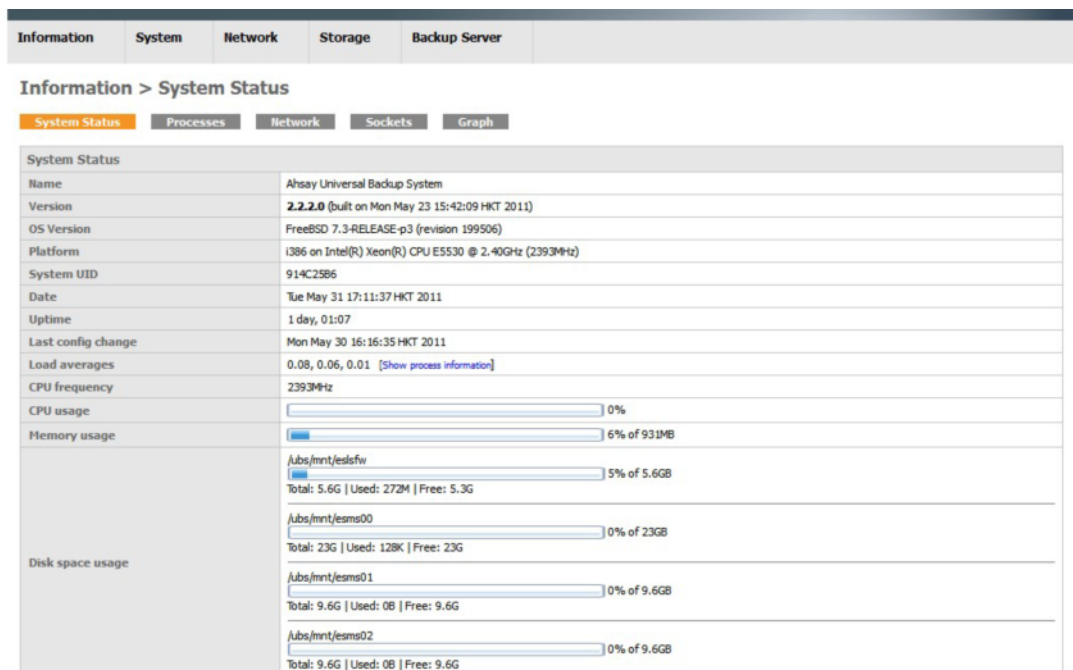 Information System Network Storage Backup Server
Information > System Status
System Status Processes Network Sockets Graph
System Status
Name Ahsay Universal Backup System
Version 2.2.2.0 (built on Mon May 23 15:42:09 HKT 2011)
OS Version FreeBSD 7.3-RELEASE-p3 (revision 199506)
Platform i386 on Intel(R) Xeon(R) CPU E5530 @ 2.40GHz (2393MHz)
System UID 914C25B6
Date Tue May 31 17:11:37 HKT 2011
Uptime 1 day, 01:07
Last config change Mon May 30 16:16:35 HKT 2011
Load averages 0.08, 0.06, 0.01 [Show process information]
CPU frequency 2393MHz
CPU usage 0%
Memory usage 6% of 931MB
Disk space usage
/ubs/mnt/eslsfw
5% of 5.6GB
Total: 5.6G | Used: 272M | Free: 5.3G
/ubs/mnt/esms00
0% of 23GB
Total: 23G | Used: 128K | Free: 23G
/ubs/mnt/esms01
0% of 9.6GB
Total: 9.6G | Used: 0B | Free: 9.6G
/ubs/mnt/esms02
0% of 9.6GB
Total: 9.6G | Used: 0B | Free: 9.6G